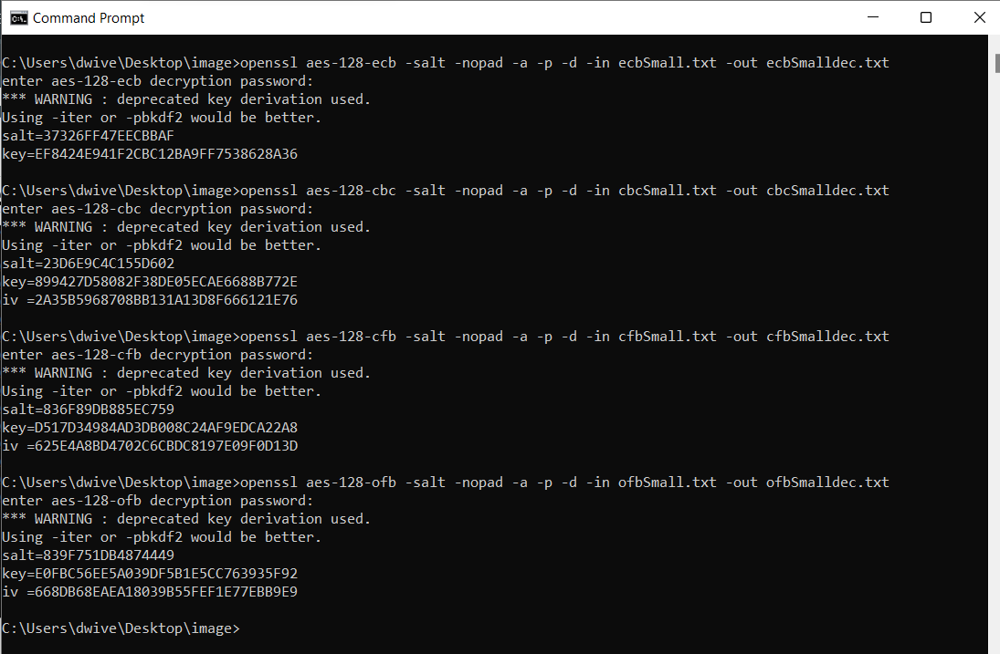 Command Prompt
C:\Users\dwive\Desktop\image>openssl aes-128-ecb -salt -nopad -a -p -d -in ecbSmall.txt -out ecbSmalldec.txt
enter aes-128-ecb decryption password:
*** WARNING : deprecated key derivation used.
Using -iter or -pbkdf2 would be better.
salt=37326FF47EECBBAF
key=EF8424E941F2CBC12BA9FF7538628A36
C:\Users\dwive\Desktop\image>openssl aes-128-cbc -salt -nopad -a -p -d -in cbcSmall.txt -out cbcSmalldec.txt
enter aes-128-cbc decryption password:
*** WARNING : deprecated key derivation used.
Using -iter or -pbkdf2 would be better.
salt=23D6E9C4C155D602
key=899427D58082F38DE05ECAE6688B772E
iv =2A35B5968708BB131A13D8F666121E76
C:\Users\dwive\Desktop\image>openssl aes-128-cfb -salt -nopad -a -p -d -in cfbSmall.txt -out cfbSmalldec.txt
enter aes-128-cfb decryption password:
*** WARNING : deprecated key derivation used.
Using -iter or -pbkdf2 would be better.
salt=836F89DB885EC759
key=D517D34984AD3DB008C24AF9EDCA22A8
iv =625E4A8BD4702C6CBDC8197E09F0D13D
C:\Users\dwive\Desktop\image>openssl aes-128-ofb -salt -nopad -a -p -d -in ofbSmall.txt -out ofbSmalldec.txt
enter aes-128-ofb decryption password:
*** WARNING : deprecated key derivation used.
Using -iter or -pbkdf2 would be better.
salt=839F751DB4874449
key=E0FBC56EE5A039DF5B1E5CC763935F92
iv =668DB68EAEA18039B55FEF1E77EBB9E9
C:\Users\dwive\Desktop\image>